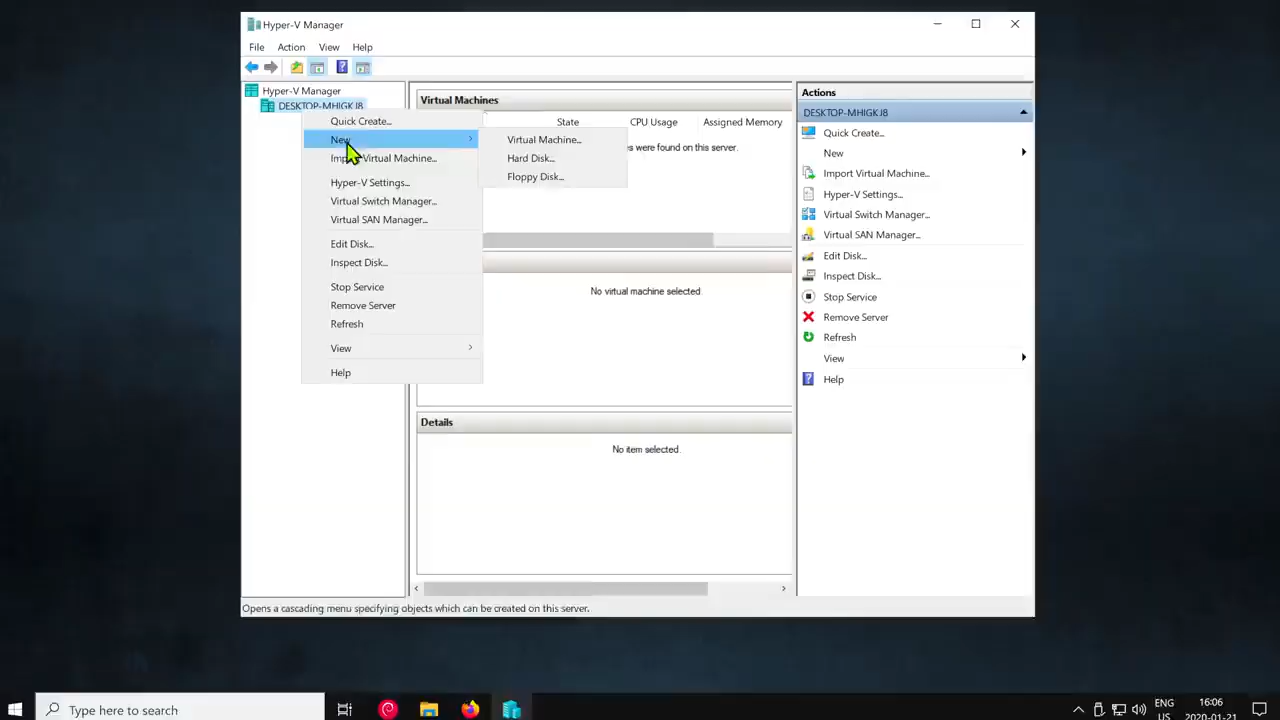 Hyper-V Manager
File Action View Help
Hyper-V Manager
DESKTOP-MHIGKJ8
Quick Create...
New
Import Virtual Machine...
Hyper-V Settings...
Virtual Switch Manager...
Virtual SAN Manager...
Edit Disk...
Inspect Disk...
Stop Service
Remove Server
Refresh
View
Help
Virtual Machine...
Hard Disk...
Floppy Disk...
Virtual Machines
State CPU Usage Assigned Memory
were found on this server.
No virtual machine selected.
Details
No item selected.
Actions
DESKTOP-MHIGKJ8
Quick Create...
New
Import Virtual Machine...
Hyper-V Settings...
Virtual Switch Manager...
Virtual SAN Manager...
Edit Disk...
Inspect Disk...
Stop Service
Remove Server
Refresh
View
Help
Opens a cascading menu specifying objects which can be created on this server.
Type here to search
ENG
US
16:06
2020-01-21